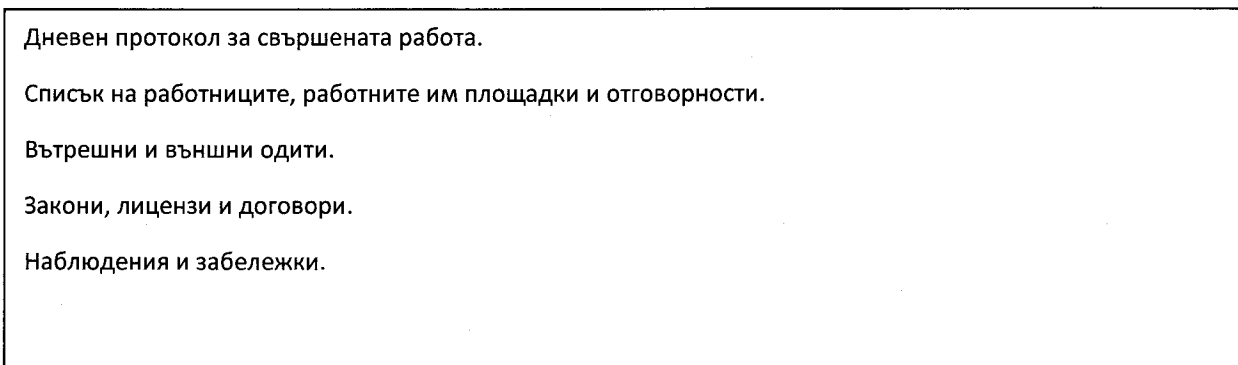 Дневен протокол за свършената работа.
Списък на работниците, работните им площадки и отговорности.
Вътрешни и външни одити.
Закони, лицензи и договори.
Наблюдения и забележки.